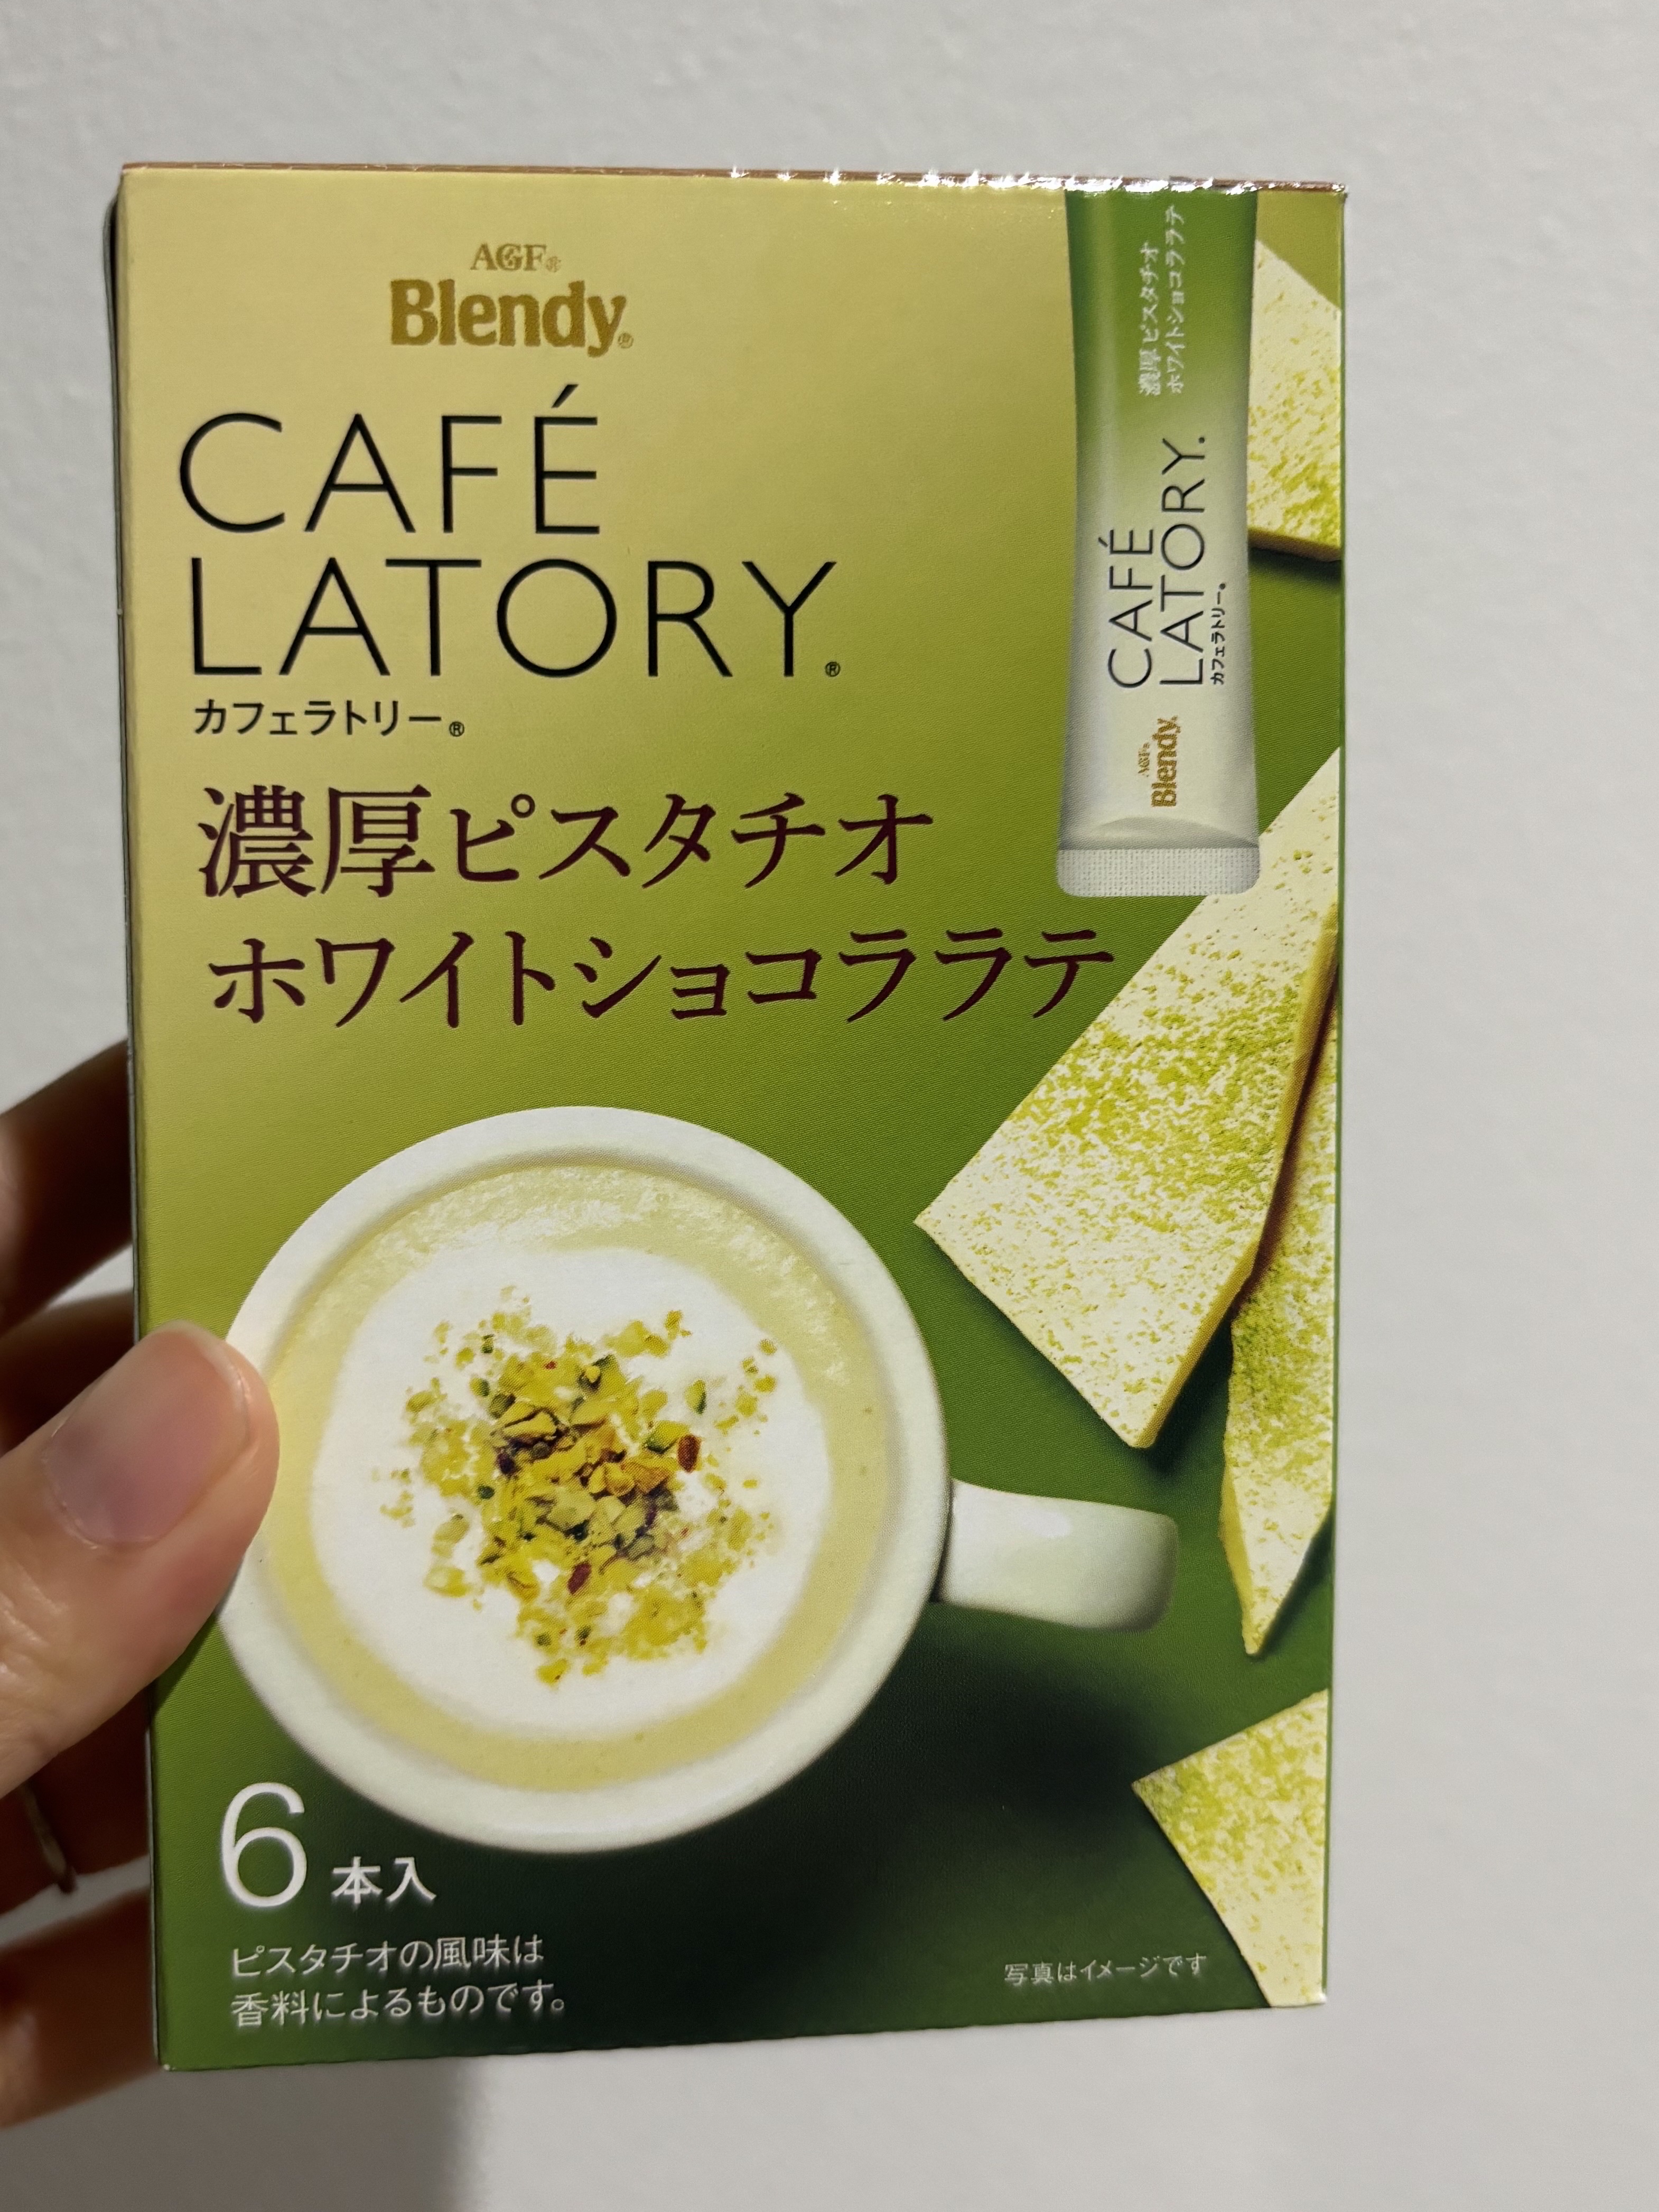 AGF®
Blendy®
CAFÉ
LATORY®
カフェラトリー®
濃厚ピスタチオ
ホワイトショコララテ
濃厚 ピスタチオ
ホワイトショコララテ
CAFÉ
LATORY.
カフェラトリー®
AGF®
Blendy®
6本入
ピスタチオの風味は
香料によるものです。
写真はイメージです